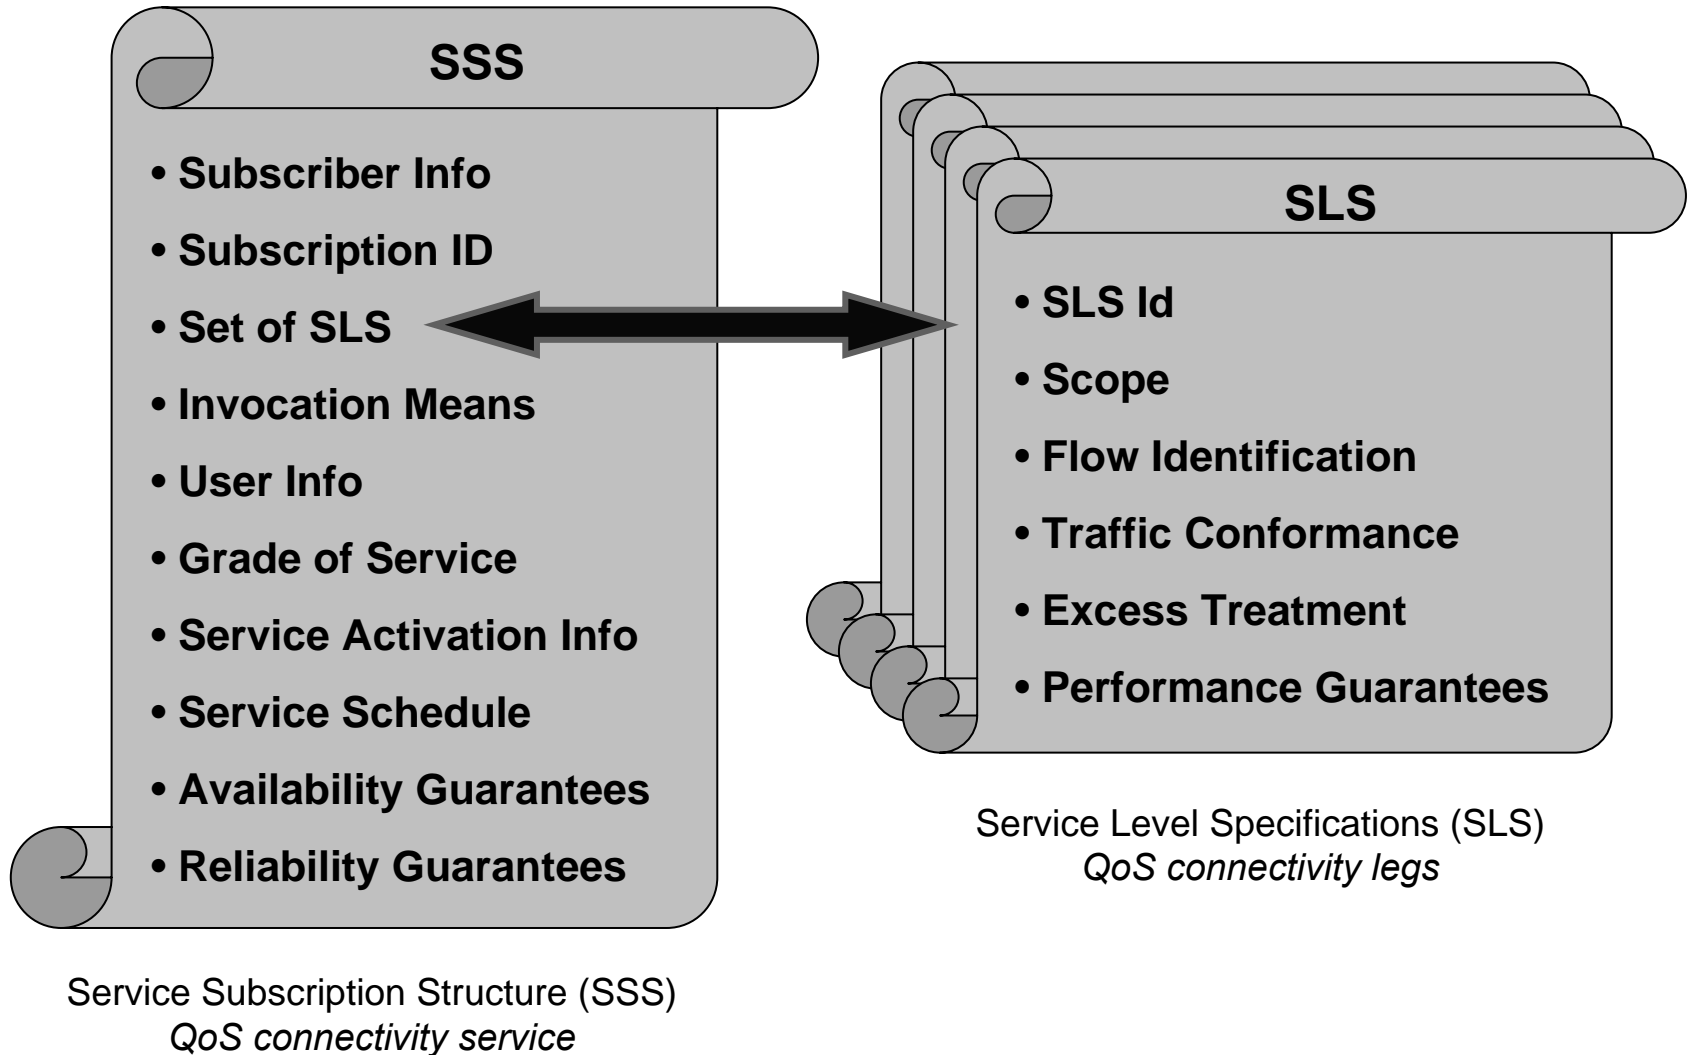 SSS
• Subscriber Info
• Subscription ID
• Set of SLS
• Invocation Means
• User Info
• Grade of Service
• Service Activation Info
• Service Schedule
• Availability Guarantees
• Reliability Guarantees
Service Subscription Structure (SSS)
QoS connectivity service
SLS
• SLS Id
• Scope
• Flow Identification
• Traffic Conformance
• Excess Treatment
• Performance Guarantees
Service Level Specifications (SLS)
QoS connectivity legs